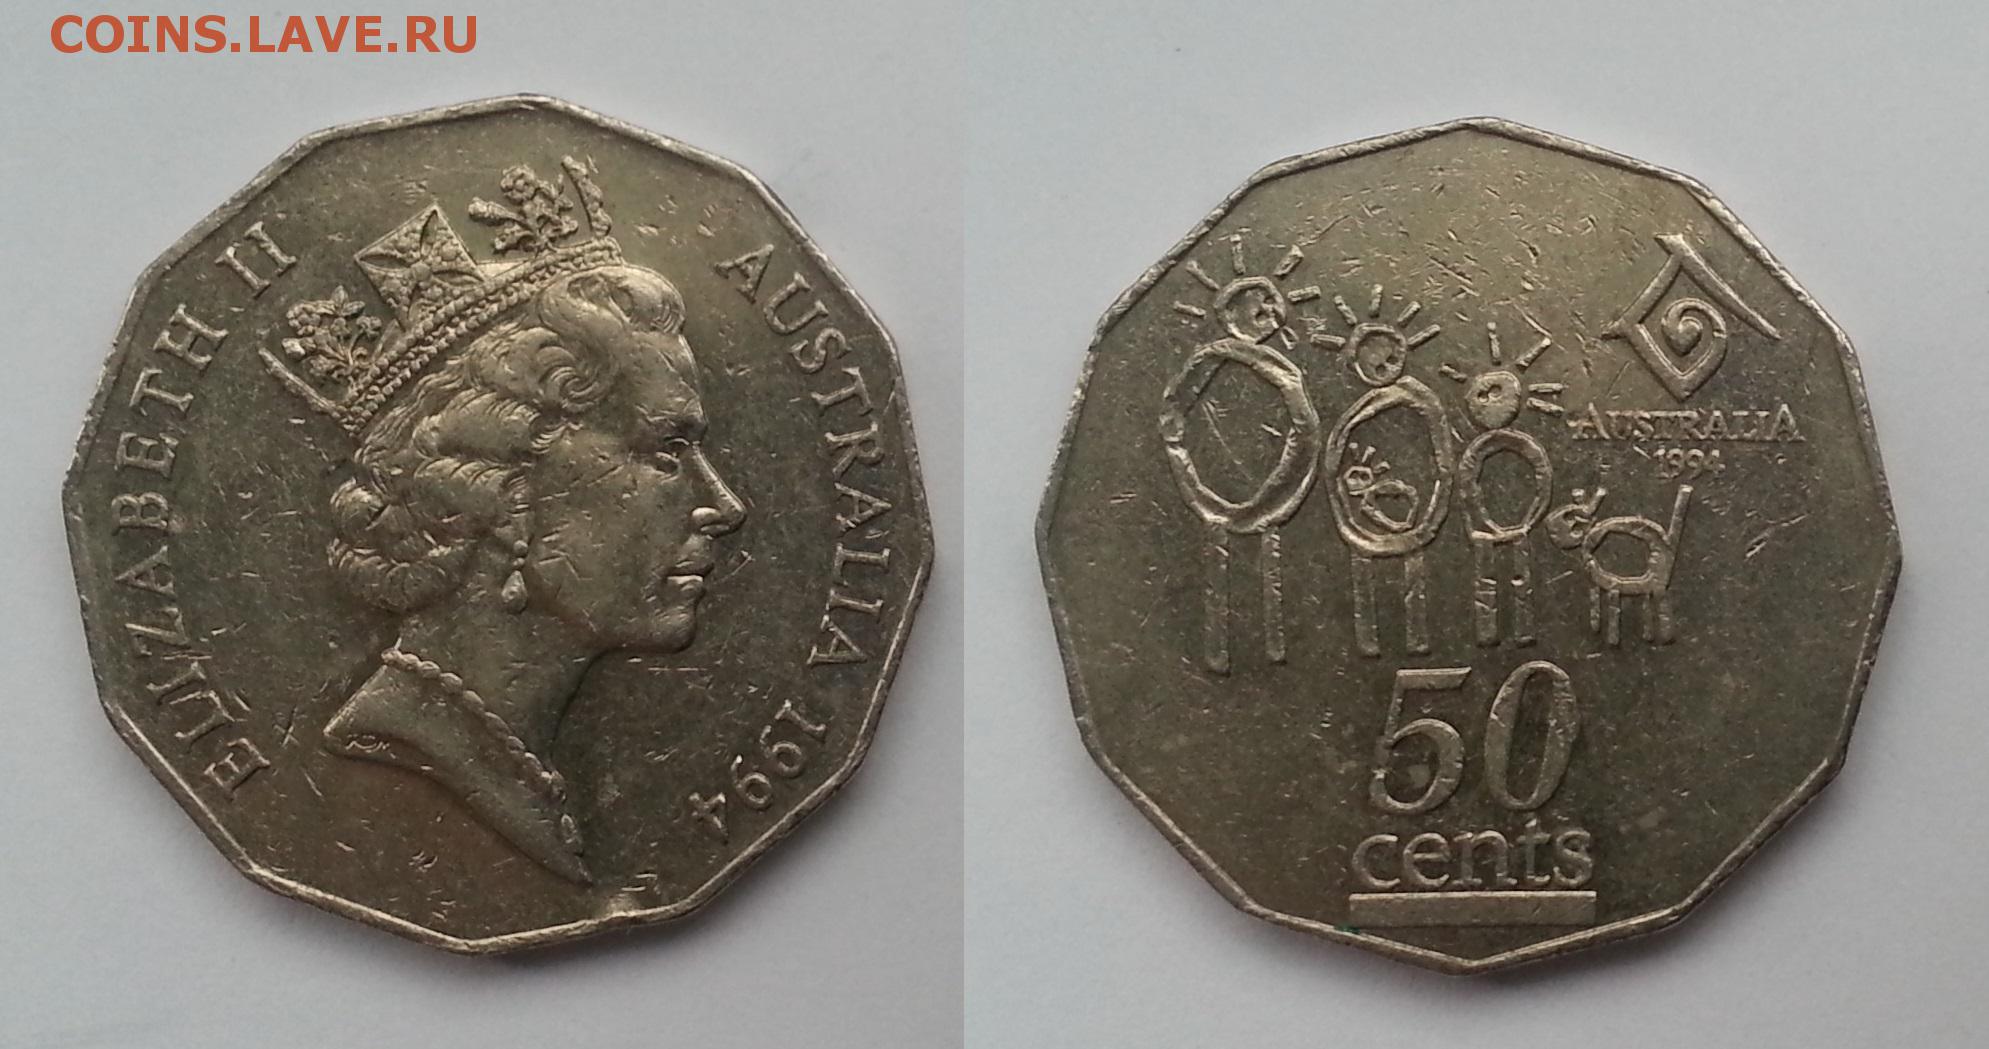 COINS.LAVE.RU
ELIZABETH II
AUSTRALIA 1994
AUSTRALIA
1994
50
cents